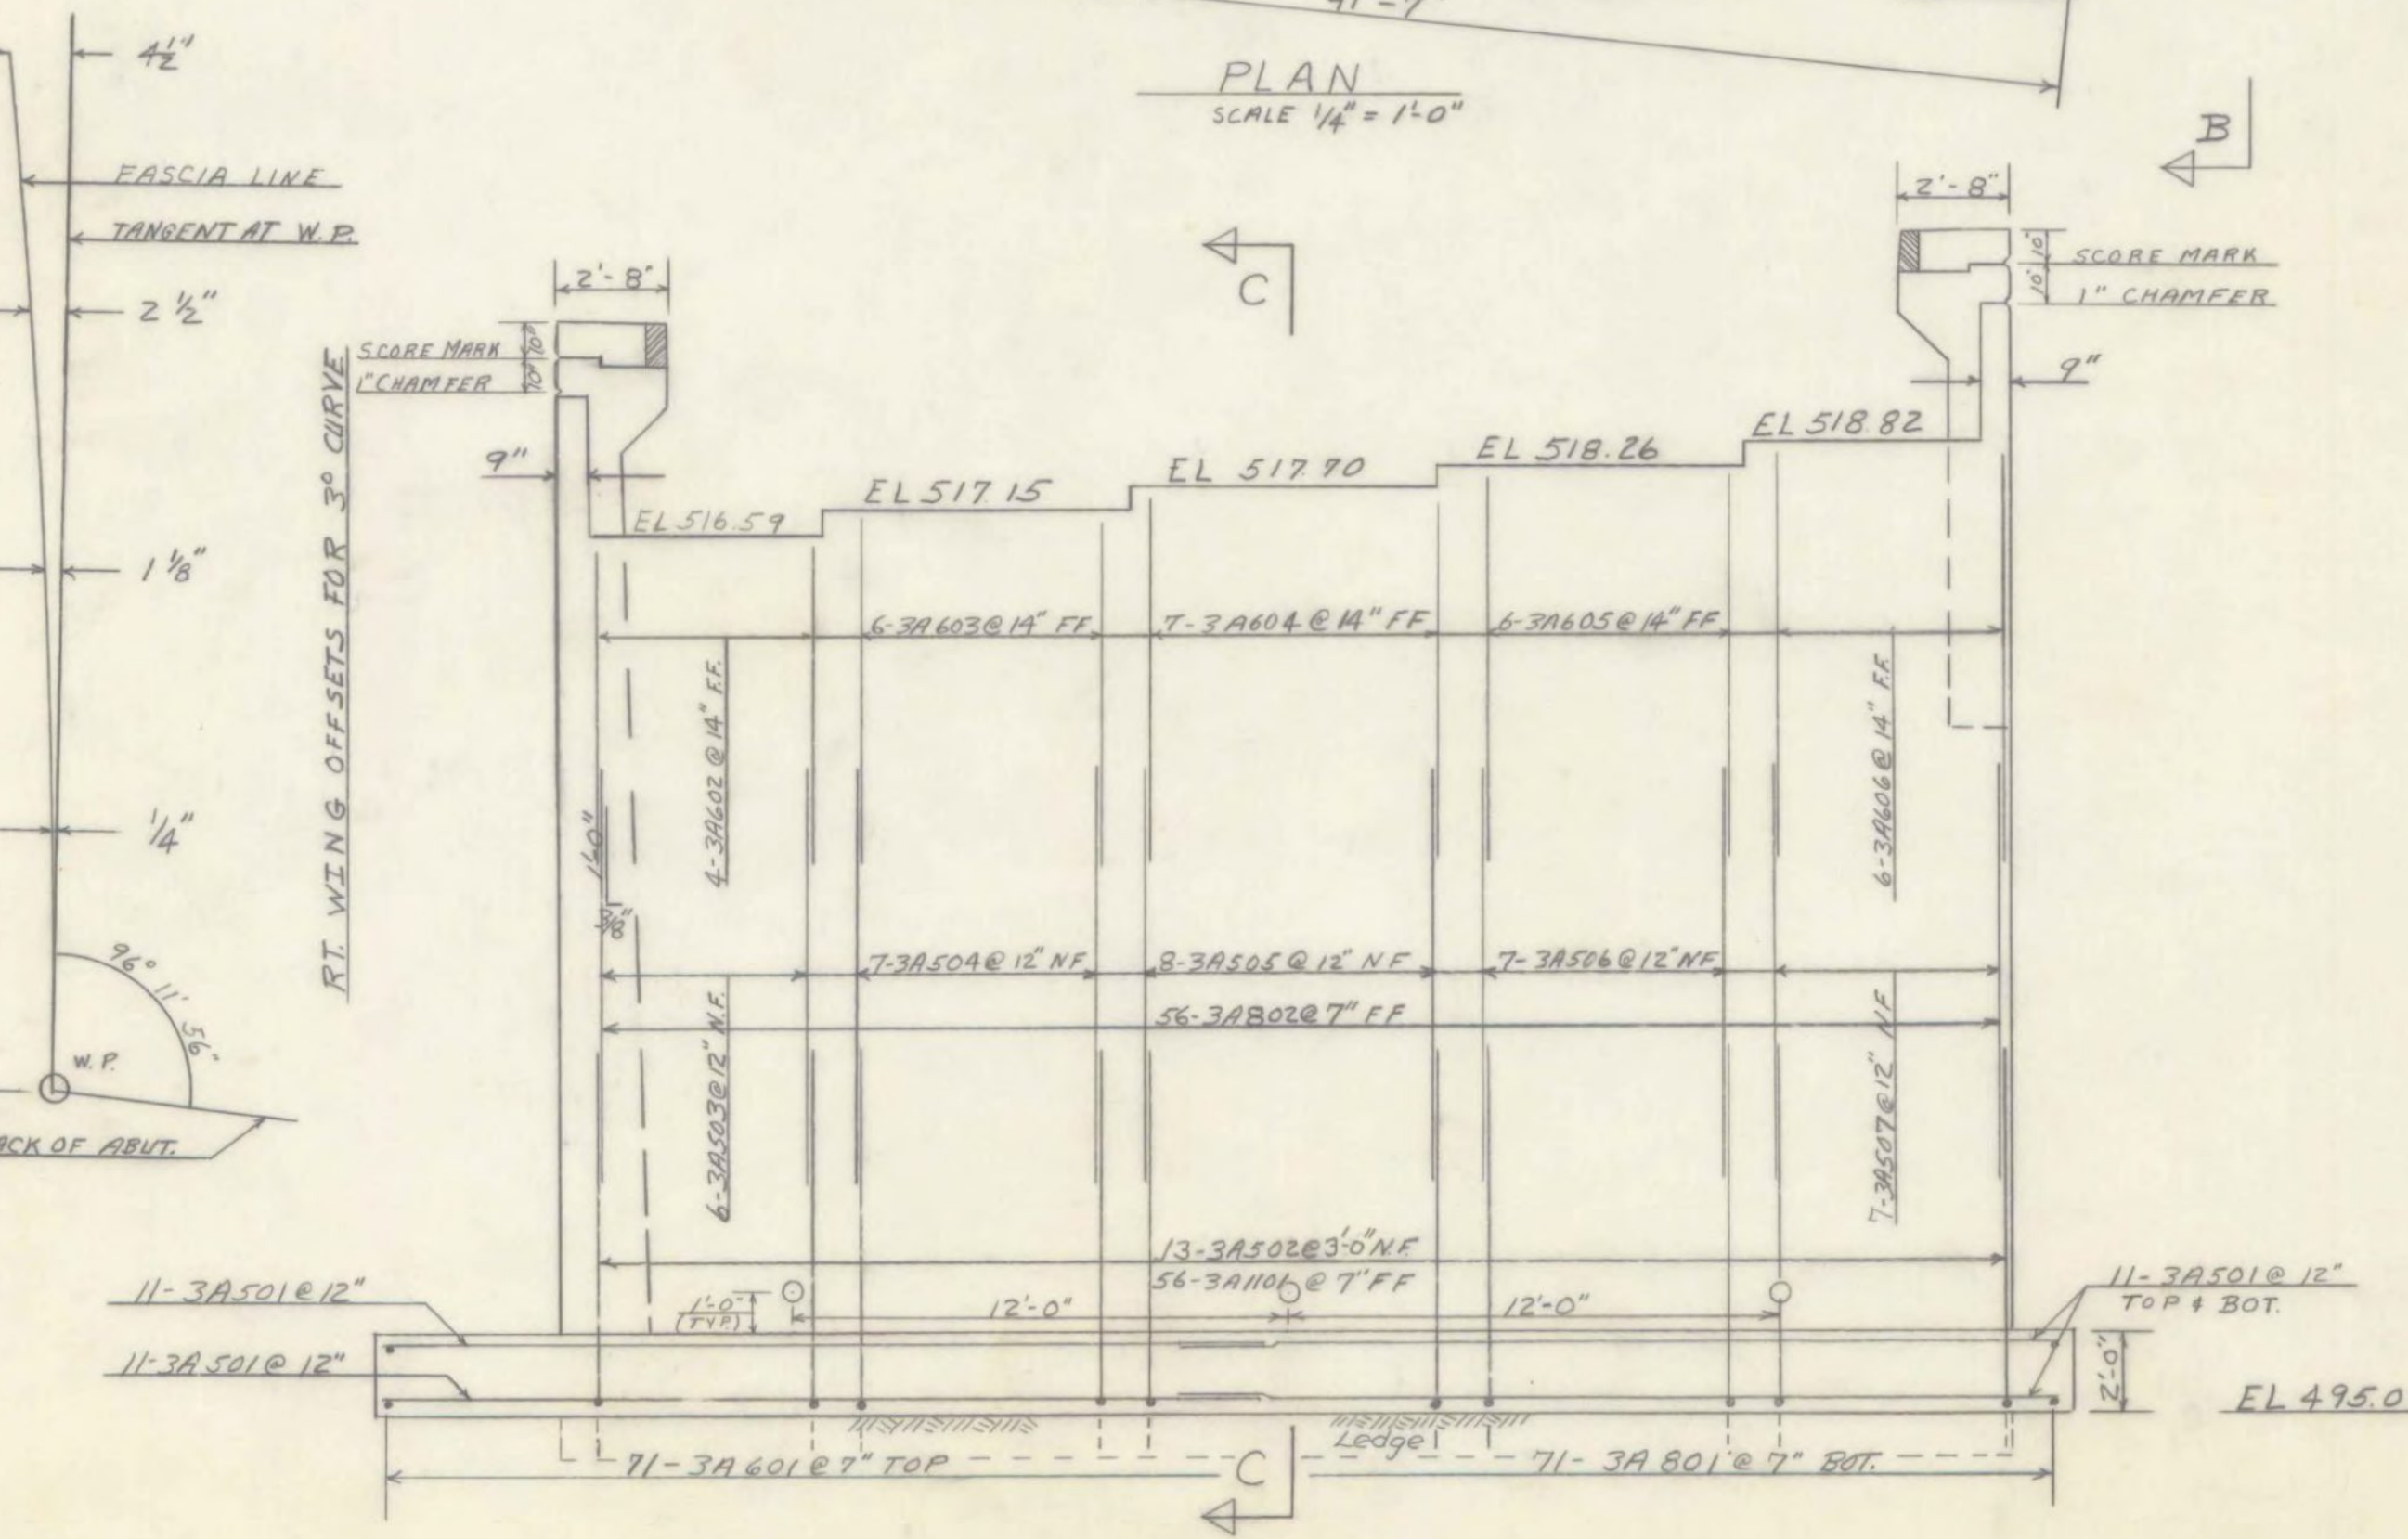 41'-7"
PLAN
SCALE 1/4" = 1'-0"
4½"
FASCIA LINE
TANGENT AT W.P.
2 ½"
1 ⅛"
¼"
96° 11' 56"
W.P.
ACK OF ABUT.
RT. WING OFFSETS FOR 3° CURVE
B
C
2'-8"
SCORE MARK
1" CHAMFER
10"
10"
9"
2'-8"
10"
10"
SCORE MARK
1" CHAMFER
9"
EL 516.59
EL 517.15
EL 517.70
EL 518.26
EL 518.82
6-3A603@14" FF
7-3A604@14" FF
6-3A605@14" FF
4-3A602@14" F.F.
6-3A606@14" F.F.
1'-0"
3/8"
7-3A504@12" NF
8-3A505@12" NF
7-3A506@12" NF
56-3A802@7" FF
6-3A503@12" N.F.
7-3A507@12" NF
13-3A502@3'-0" N.F.
56-3A1101@7" FF
1'-0"
(TYP.)
12'-0"
12'-0"
11-3A501@12"
11-3A501@12"
11-3A501@12"
TOP & BOT.
2'-0"
EL 495.0
Ledge
71-3A601@7" TOP
71-3A801@7" BOT.
C